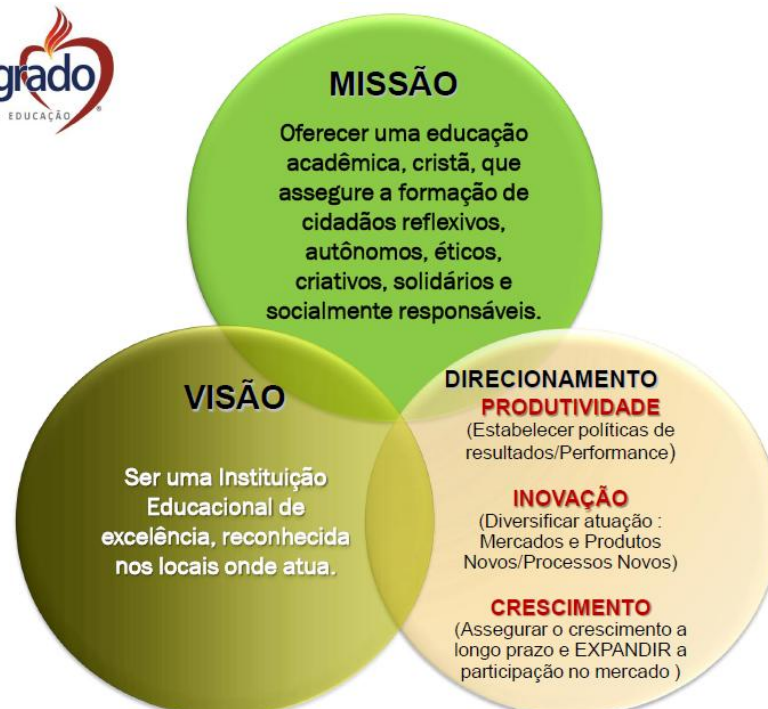 grado
EDUCAÇÃO
MISSÃO
Oferecer uma educação
acadêmica, cristã, que
assegure a formação de
cidadãos reflexivos,
autônomos, éticos,
criativos, solidários e
socialmente responsáveis.
VISÃO
Ser uma Instituição
Educacional de
excelência, reconhecida
nos locais onde atua.
DIRECIONAMENTO
PRODUTIVIDADE
(Estabelecer políticas de
resultados/Performance)
INOVAÇÃO
(Diversificar atuação :
Mercados e Produtos
Novos/Processos Novos)
CRESCIMENTO
(Assegurar o crescimento a
longo prazo e EXPANDIR a
participação no mercado )